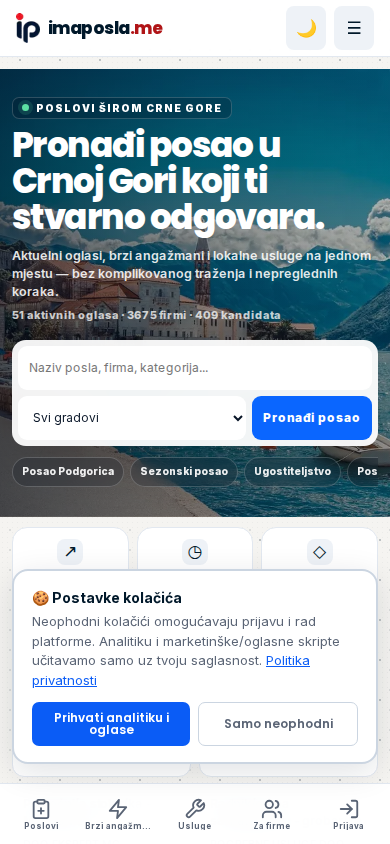 imaposla.me
POSLOVI ŠIROM CRNE GORE
Pronađi posao u
Crnoj Gori koji ti
stvarno odgovara.
Aktuelni oglasi, brzi angažmani i lokalne usluge na jednom
mjestu — bez komplikovanog traženja i nepreglednih
koraka.
51 aktivnih oglasa · 3675 firmi · 409 kandidata
Naziv posla, firma, kategorija...
Svi gradovi
Pronađi posao
Posao Podgorica
Sezonski posao
Ugostiteljstvo
Pos
🍪 Postavke kolačića
Neophodni kolačići omogućavaju prijavu i rad
platforme. Analitiku i marketinške/oglasne skripte
učitavamo samo uz tvoju saglasnost. Politika
privatnosti
Prihvati analitiku i
oglase
Samo neophodni
Poslovi
Brzi angažm...
Usluge
Za firme
Prijava